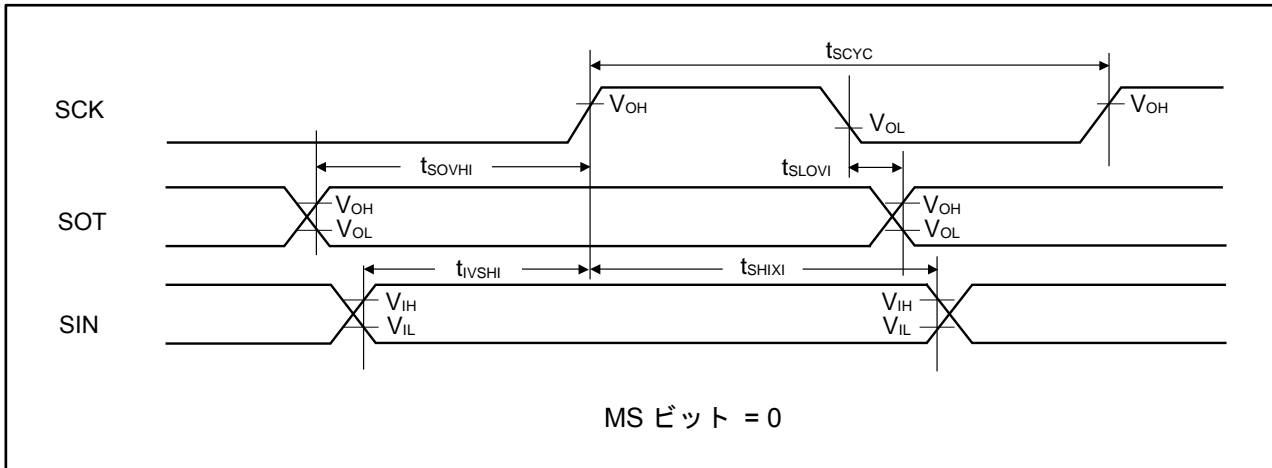 tSCYC
SCK
VOH
VOL
VOH
tSOVHI
tSLOVI
SOT
VOH
VOL
VOH
VOL
tIVSHI
tSHIXI
SIN
VIH
VIL
VIH
VIL
MS ビット = 0